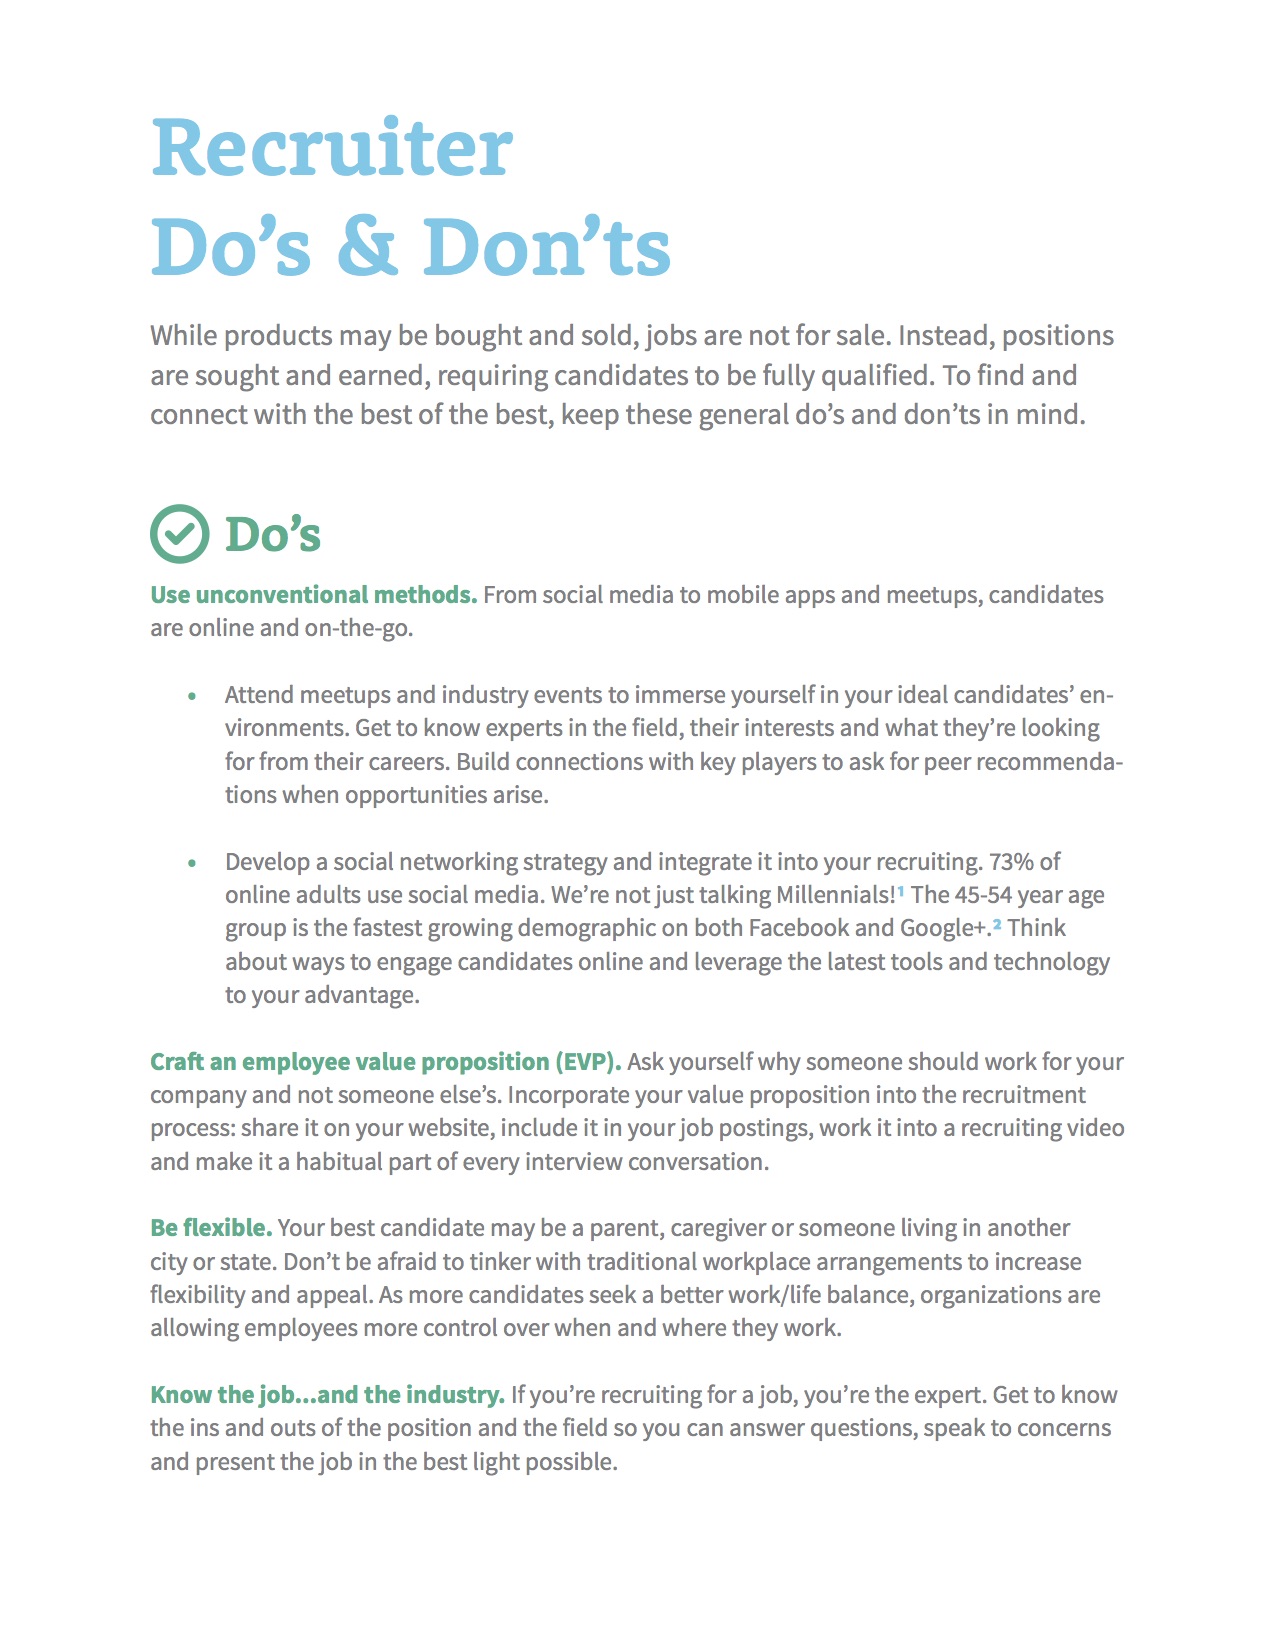 Recruiter
Do’s & Don’ts
While products may be bought and sold, jobs are not for sale. Instead, positions
are sought and earned, requiring candidates to be fully qualified. To find and
connect with the best of the best, keep these general do’s and don’ts in mind.
Do’s
Use unconventional methods. From social media to mobile apps and meetups, candidates
are online and on-the-go.
• Attend meetups and industry events to immerse yourself in your ideal candidates’ en-
vironments. Get to know experts in the field, their interests and what they’re looking
for from their careers. Build connections with key players to ask for peer recommenda-
tions when opportunities arise.
• Develop a social networking strategy and integrate it into your recruiting. 73% of
online adults use social media. We’re not just talking Millennials!¹ The 45-54 year age
group is the fastest growing demographic on both Facebook and Google+.² Think
about ways to engage candidates online and leverage the latest tools and technology
to your advantage.
Craft an employee value proposition (EVP). Ask yourself why someone should work for your
company and not someone else’s. Incorporate your value proposition into the recruitment
process: share it on your website, include it in your job postings, work it into a recruiting video
and make it a habitual part of every interview conversation.
Be flexible. Your best candidate may be a parent, caregiver or someone living in another
city or state. Don’t be afraid to tinker with traditional workplace arrangements to increase
flexibility and appeal. As more candidates seek a better work/life balance, organizations are
allowing employees more control over when and where they work.
Know the job...and the industry. If you’re recruiting for a job, you’re the expert. Get to know
the ins and outs of the position and the field so you can answer questions, speak to concerns
and present the job in the best light possible.